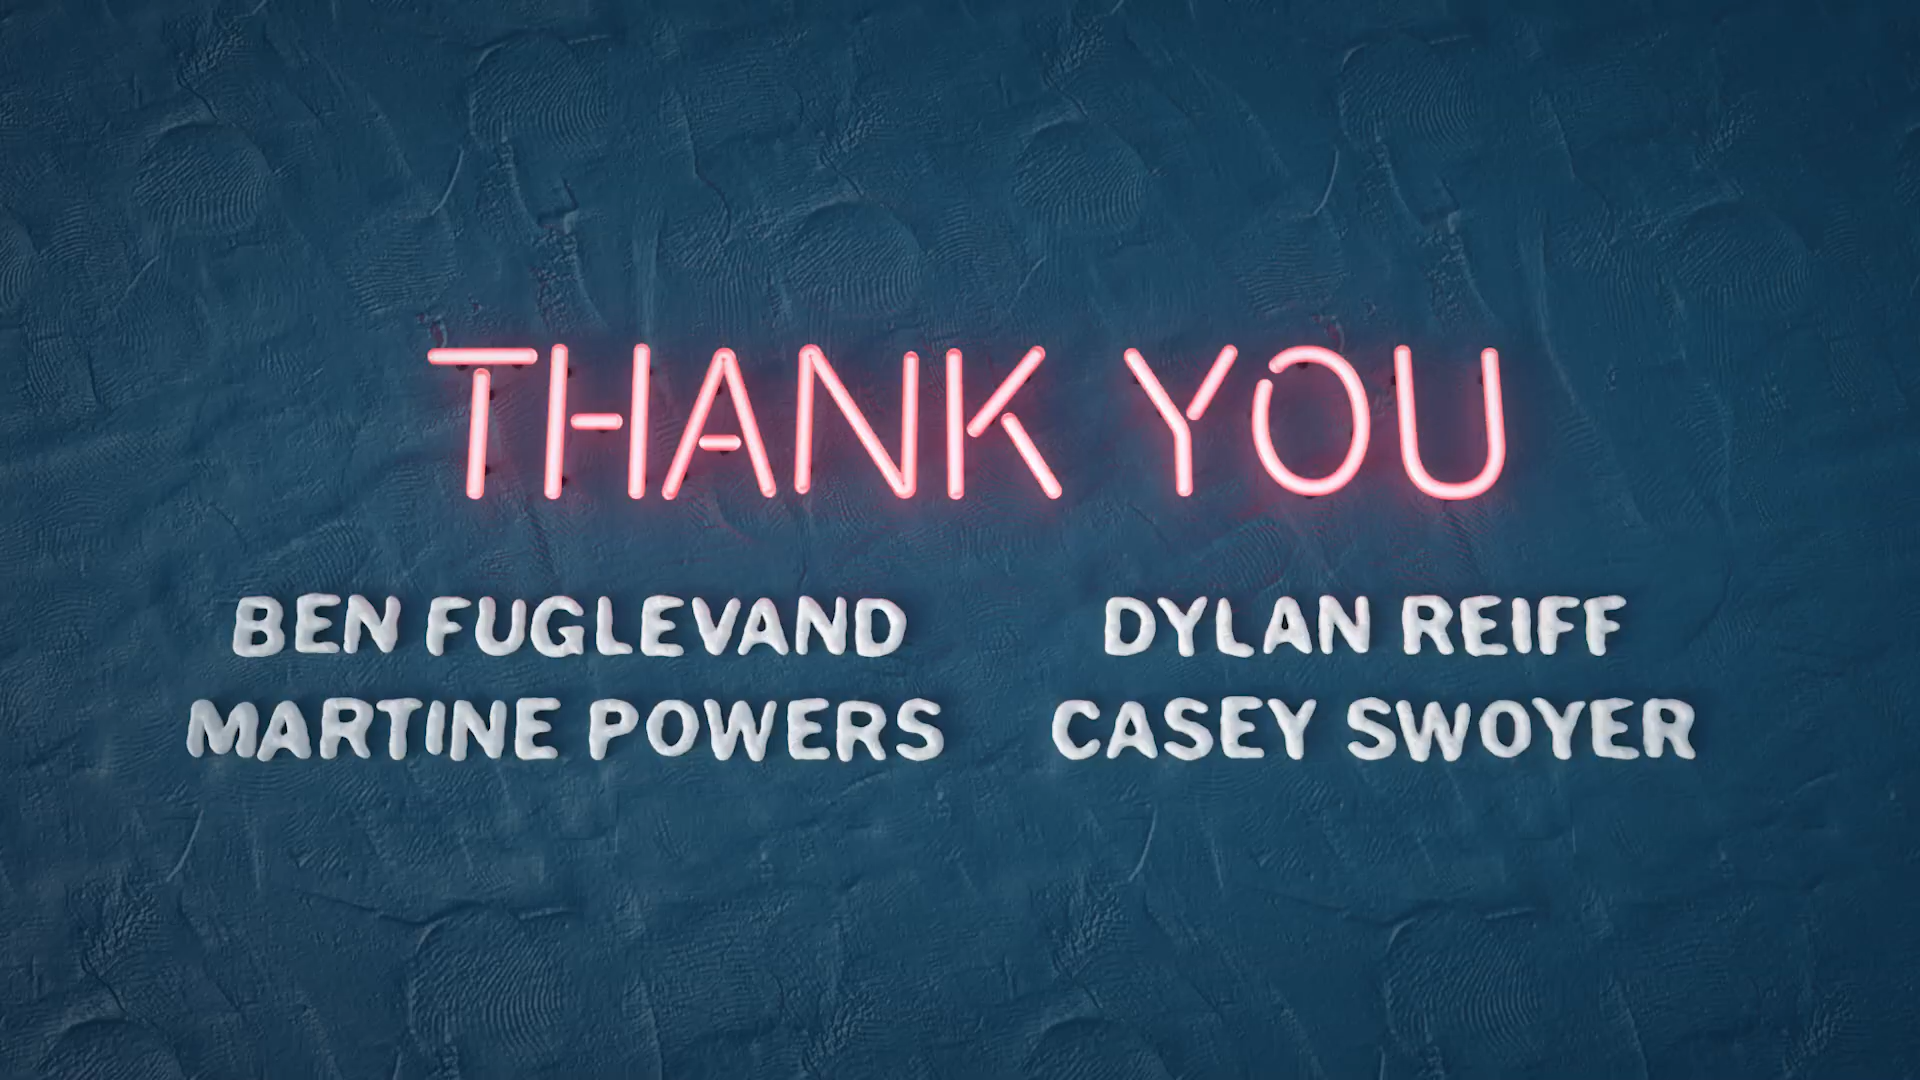 THANK YOU
BEN FUGLEVAND
DYLAN REIFF
MARTINE POWERS
CASEY SWOYER